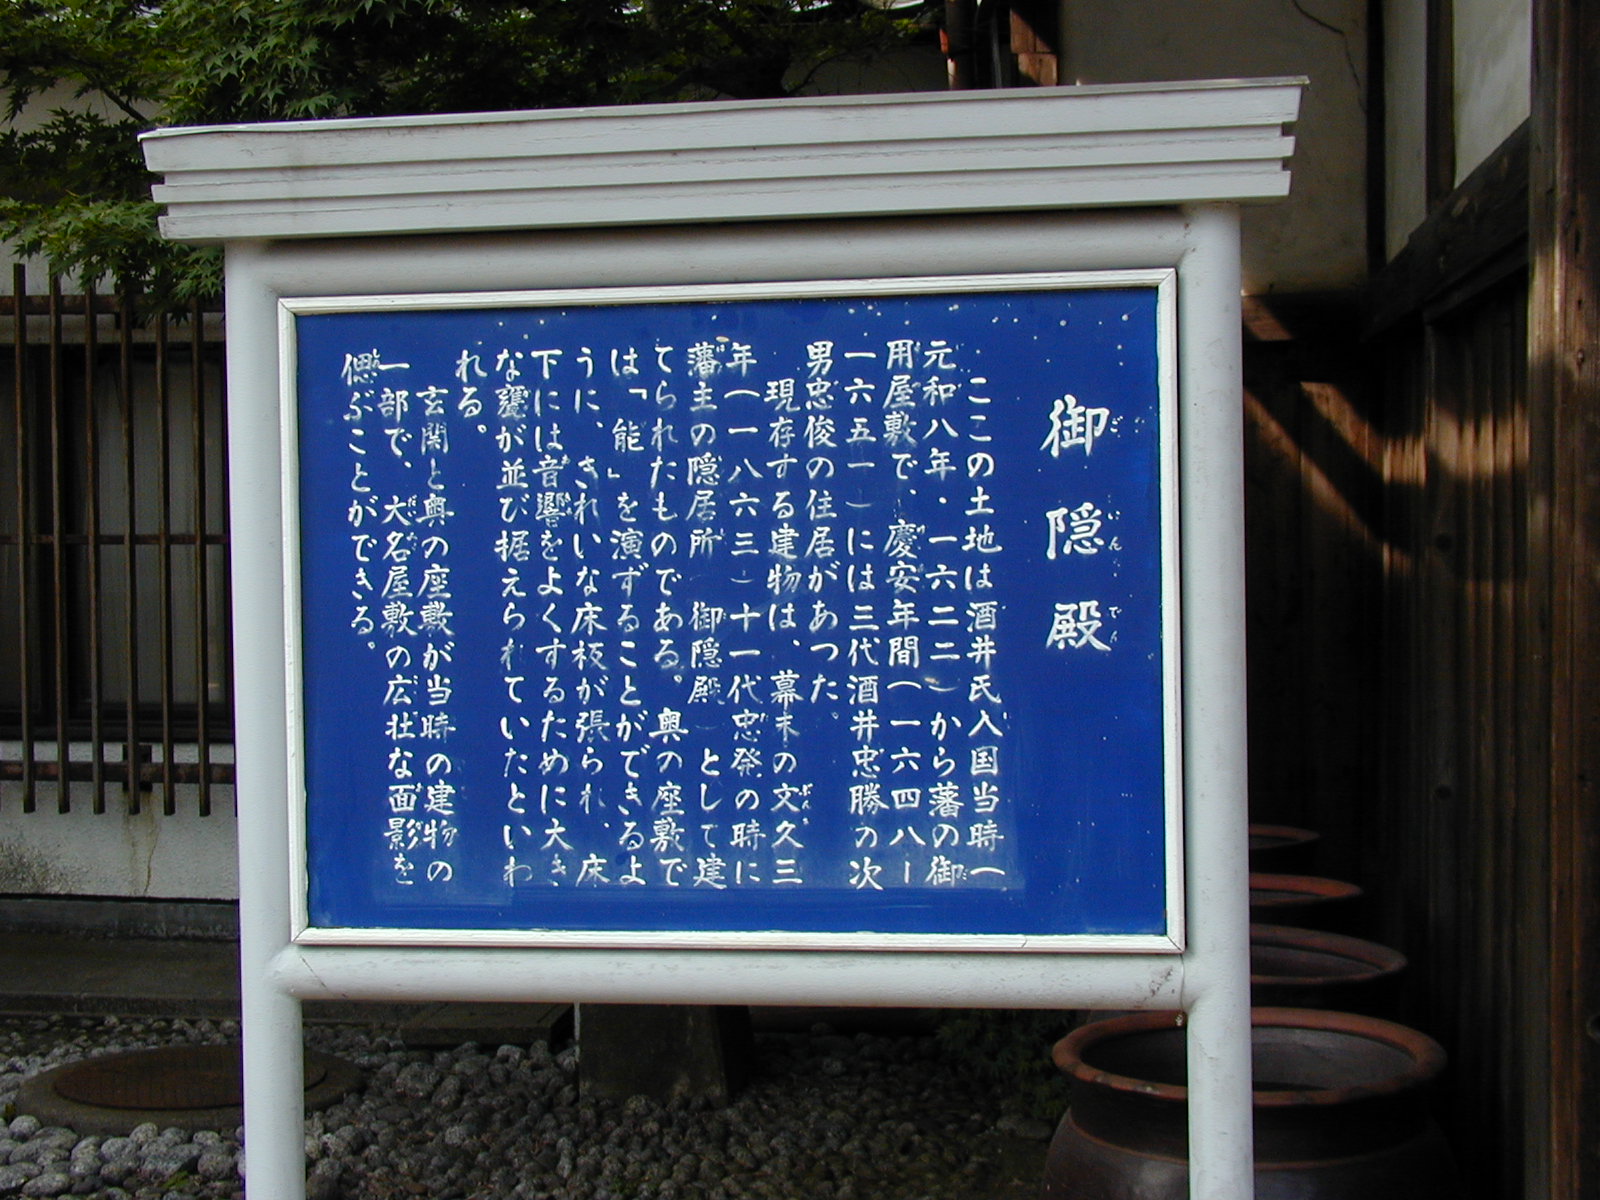 御隠殿
ここの土地は酒井氏入国当時(
元和八年・一六二二)から藩の御
用屋敷で、慶安年間(一六四八ー
一六五一)には三代酒井忠勝の次
男忠俊の住居があった。
現存する建物は、幕末の文久三
年(一八六三)十一代忠発の時に
藩主の隠居所(御隠殿)として建
てられたものである。奥の座敷で
は「能」を演ずることができるよ
うに、きれいな床板が張られ、床
下には音響をよくするために大き
な甕が並び据えられていたといわ
れる。
玄関と奥の座敷が当時の建物の
一部で、大名屋敷の広壮な面影を
偲ぶことができる。